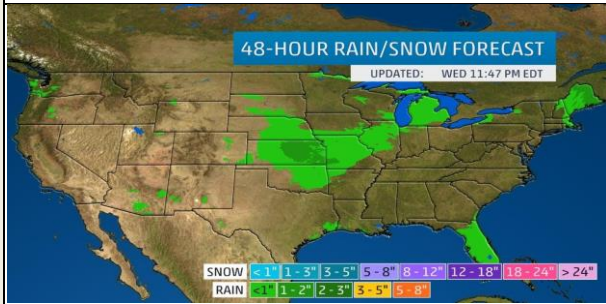 48-HOUR RAIN/SNOW FORECAST
UPDATED: WED 11:47 PM EDT
SNOW < 1" 1 - 3" 3 - 5" 5 - 8" 8 - 12" 12 - 18" 18 - 24" > 24"
RAIN <1" 1 - 2" 2 - 3" 3 - 5" 5 - 8"